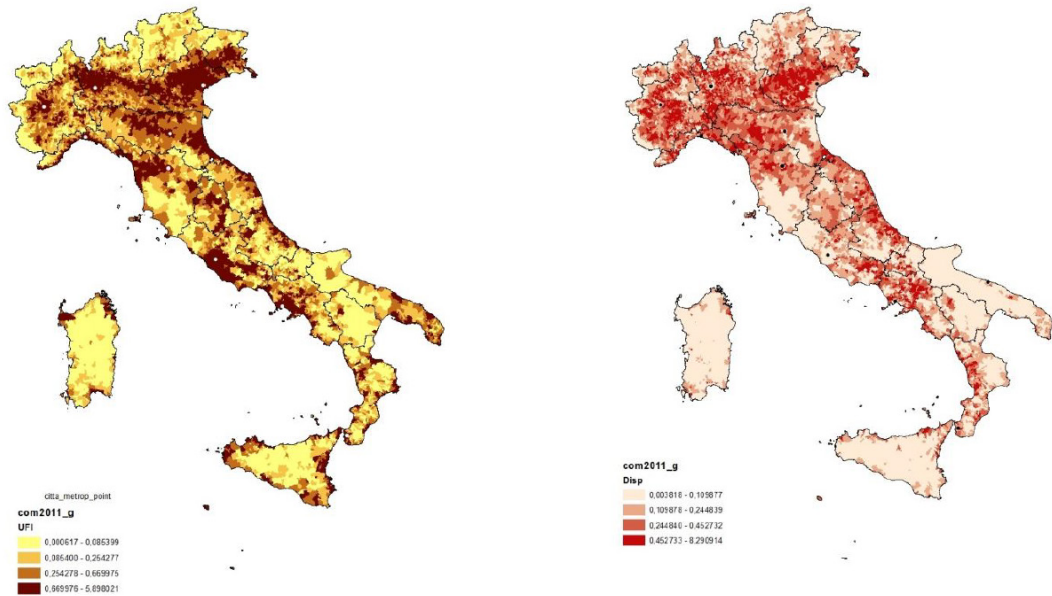 citta_metrop_point
com2011_g
UFI
0,000617 - 0,085399
0,085400 - 0,254277
0,254278 - 0,669975
0,669976 - 5,898021
com2011_g
Disp
0,003818 - 0,109877
0,109878 - 0,244839
0,244840 - 0,452732
0,452733 - 8,290914